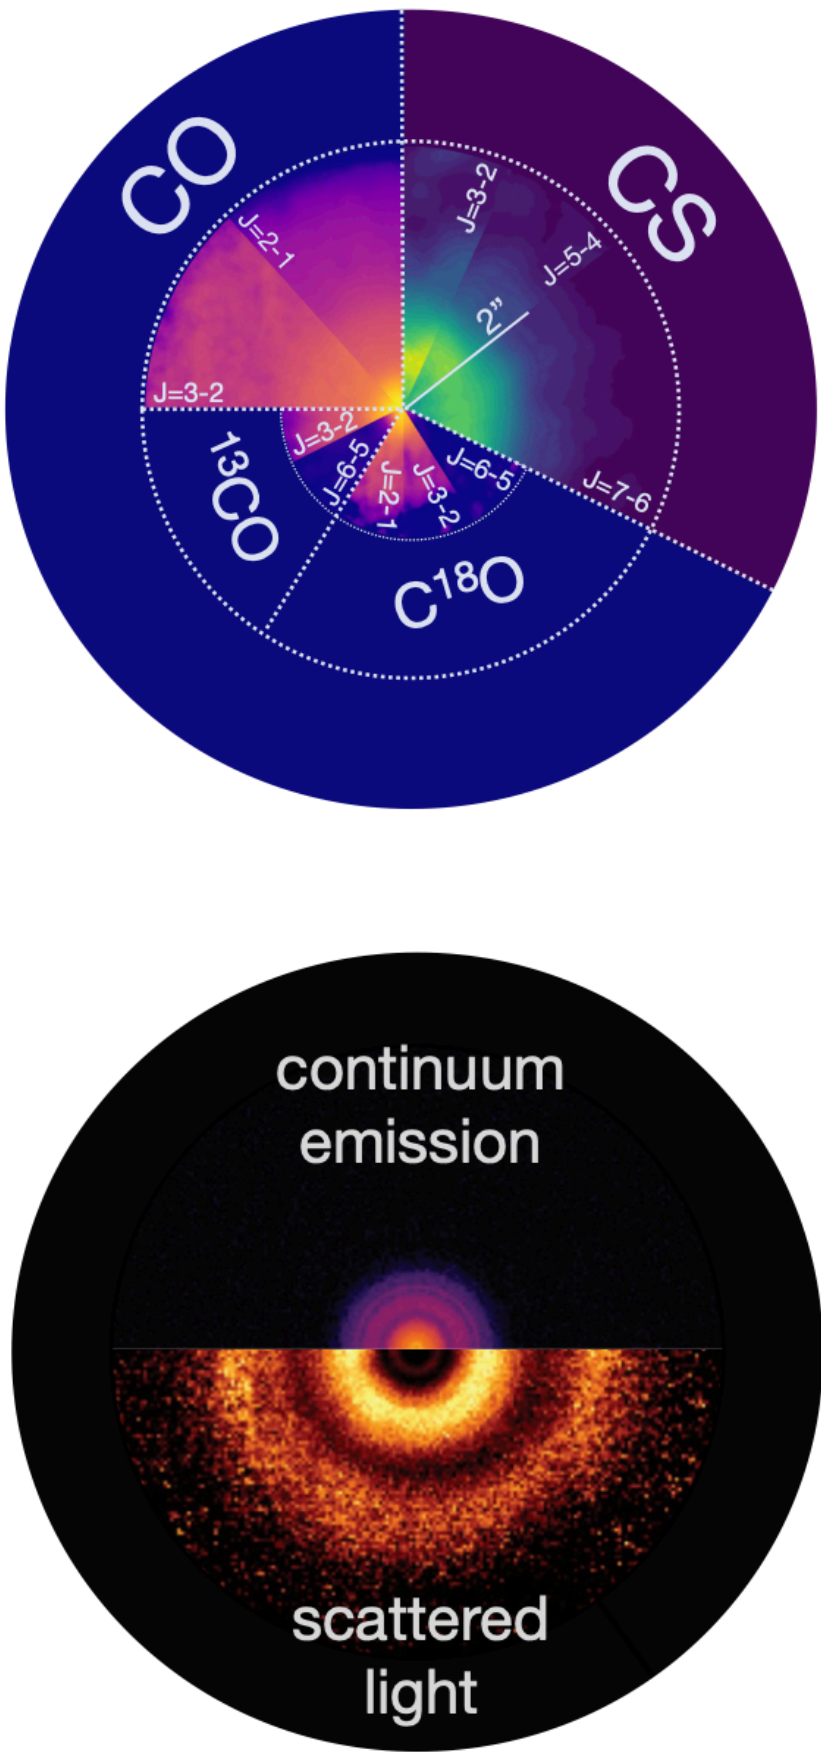 CO
CS
J=2-1
J=3-2
J=3-2
J=5-4
2”
J=7-6
13CO
J=3-2
J=6-5
C18O
J=2-1
J=3-2
J=6-5
continuum
emission
scattered
light